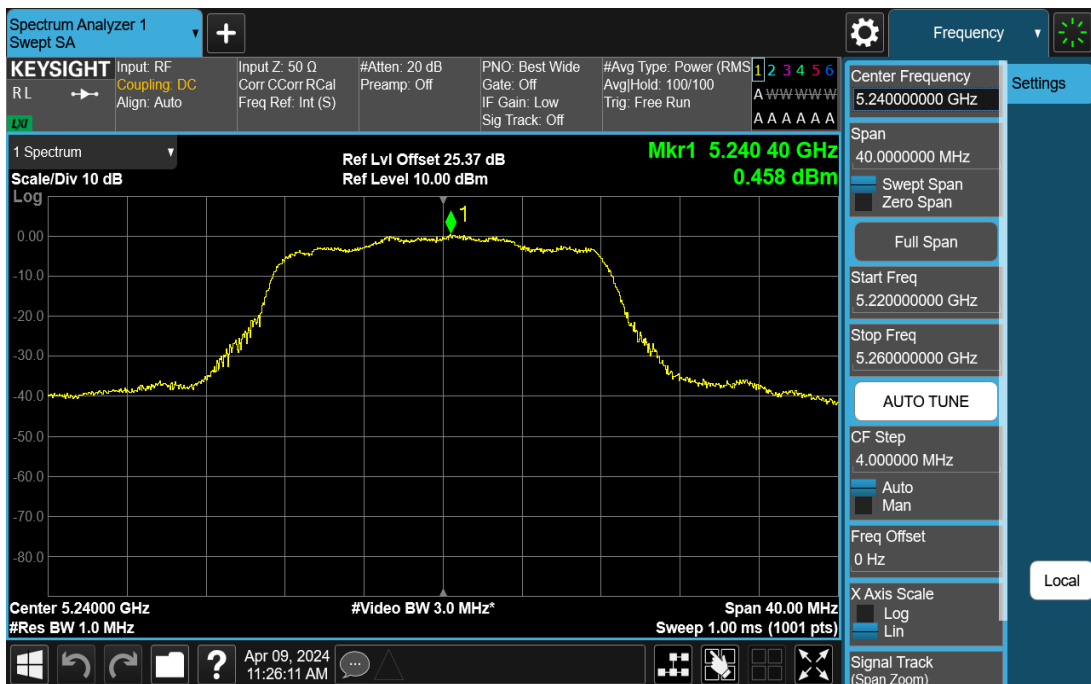 Spectrum Analyzer 1
Swept SA
+
Frequency
KEYSIGHT
RL
LXI
Input: RF
Coupling: DC
Align: Auto
Input Z: 50 Ω
Corr CCorr RCal
Freq Ref: Int (S)
#Atten: 20 dB
Preamp: Off
PNO: Best Wide
Gate: Off
IF Gain: Low
Sig Track: Off
#Avg Type: Power (RMS
Avg|Hold: 100/100
Trig: Free Run
1 2 3 4 5 6
A W W W W W
A A A A A A
1 Spectrum
Scale/Div 10 dB
Log
Ref Lvl Offset 25.37 dB
Ref Level 10.00 dBm
Mkr1 5.240 40 GHz
0.458 dBm
1
0.00
-10.0
-20.0
-30.0
-40.0
-50.0
-60.0
-70.0
-80.0
Center 5.24000 GHz
#Res BW 1.0 MHz
#Video BW 3.0 MHz*
Span 40.00 MHz
Sweep 1.00 ms (1001 pts)
?
Apr 09, 2024
11:26:11 AM
Center Frequency
5.240000000 GHz
Span
40.0000000 MHz
Swept Span
Zero Span
Full Span
Start Freq
5.220000000 GHz
Stop Freq
5.260000000 GHz
AUTO TUNE
CF Step
4.000000 MHz
Auto
Man
Freq Offset
0 Hz
X Axis Scale
Log
Lin
Signal Track
(Span Zoom)
Settings
Local